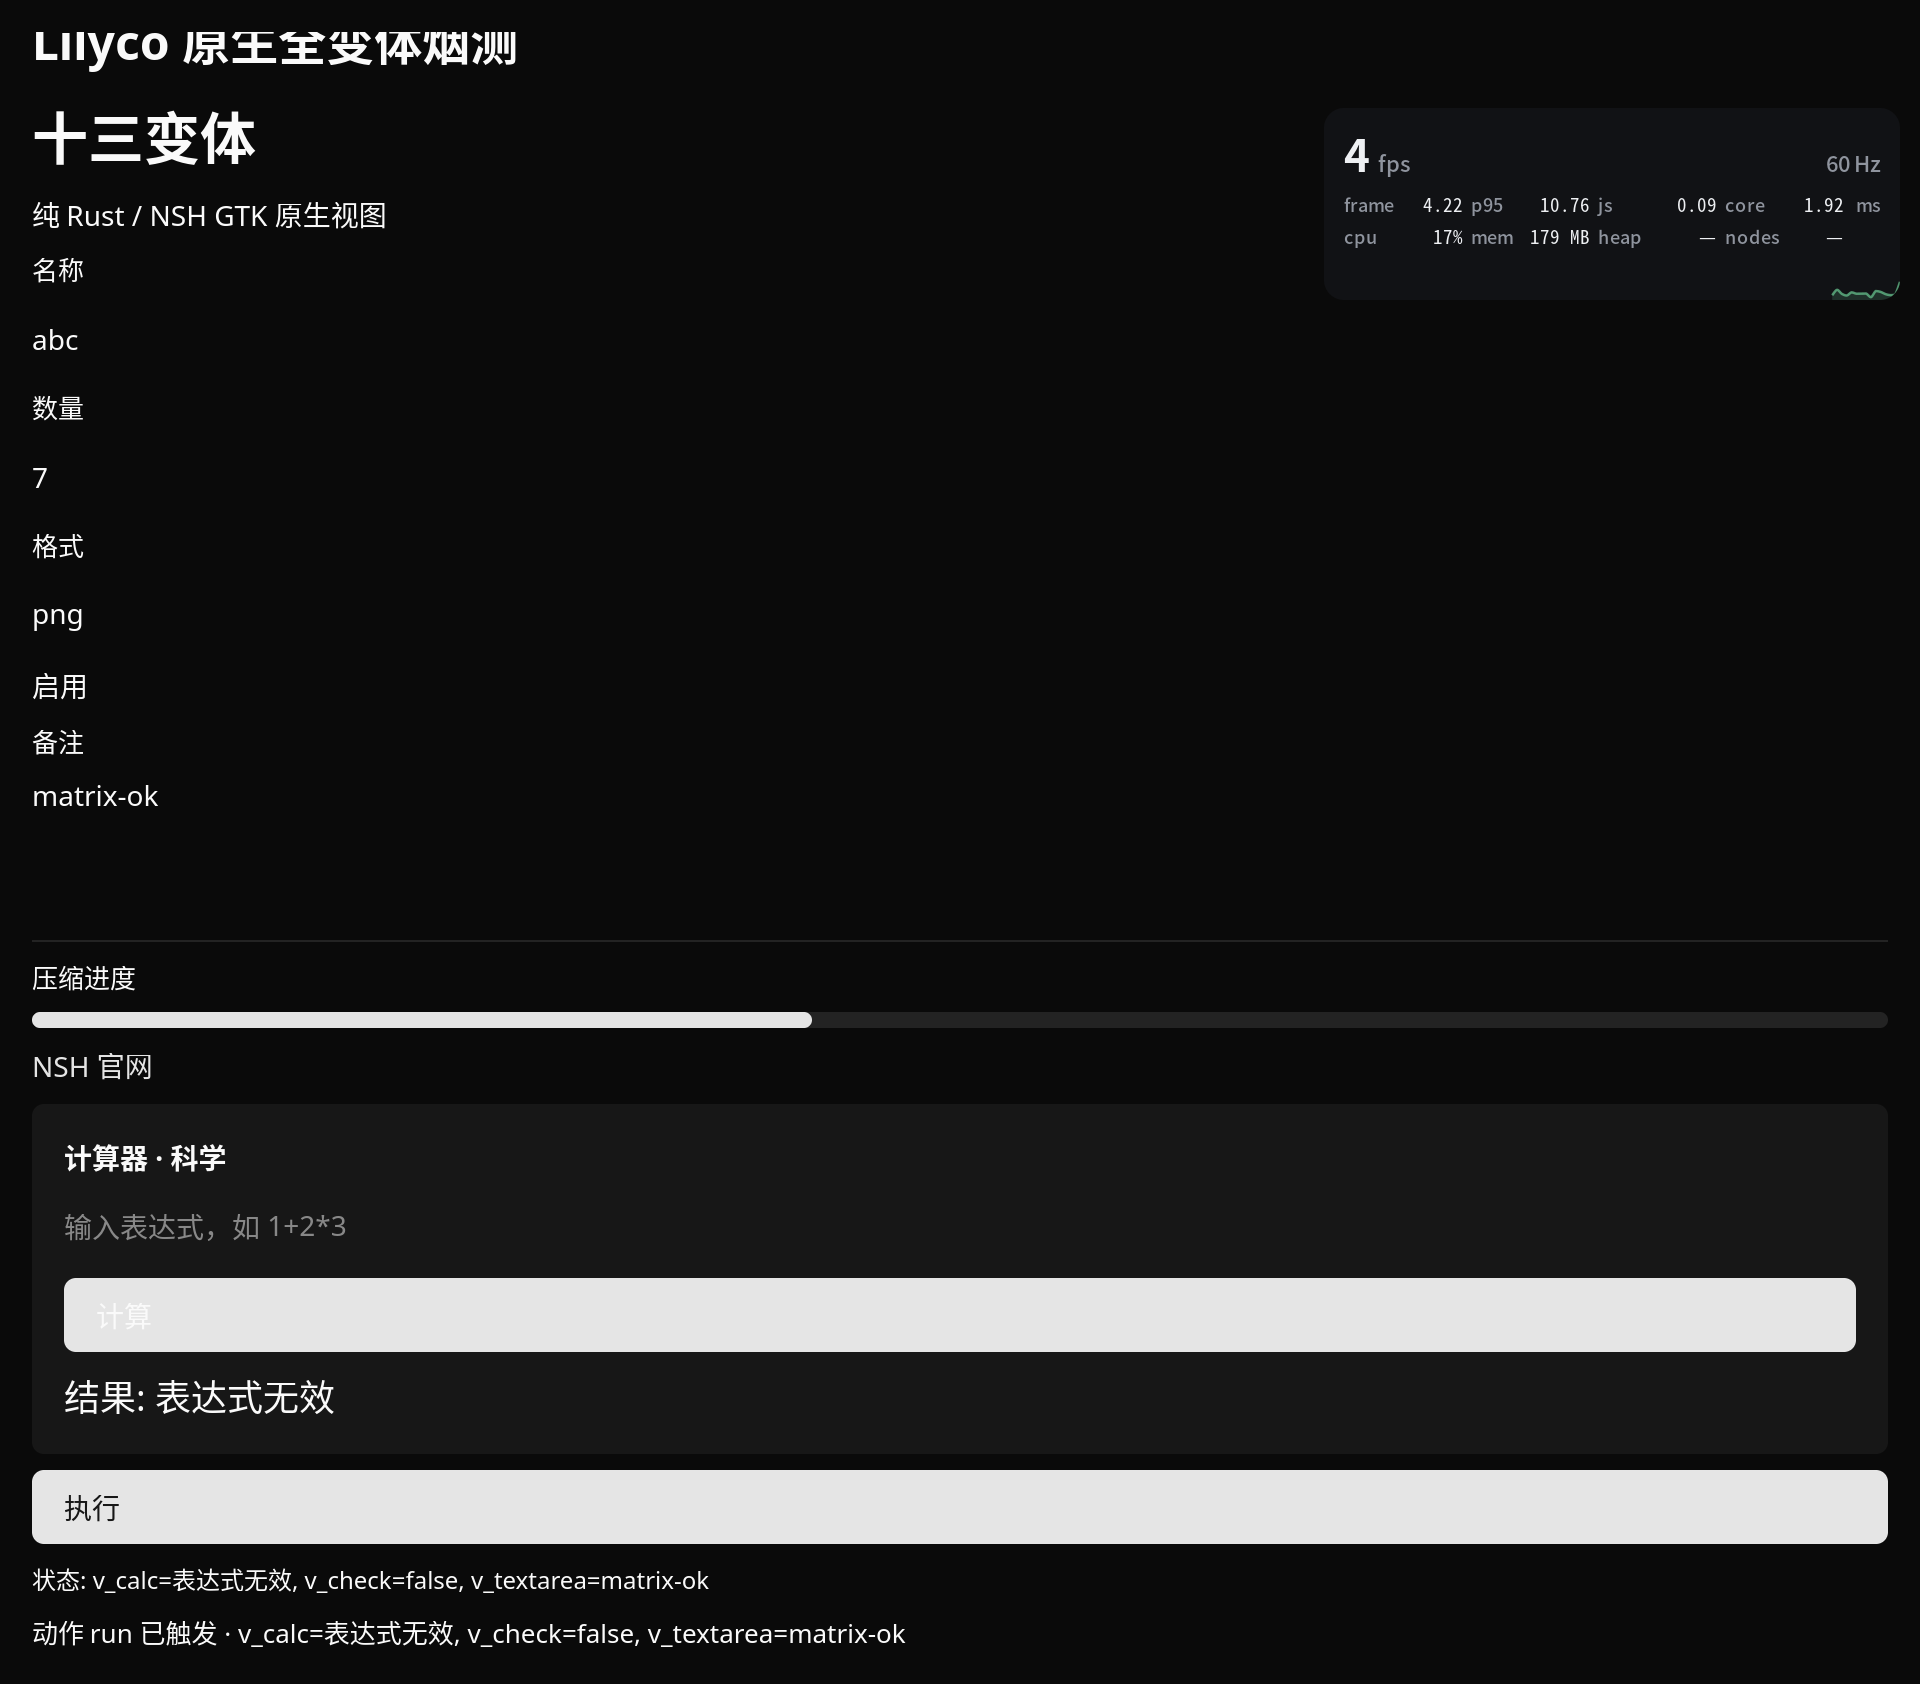 Lilyco 原生全变体烟测
十三变体
纯 Rust / NSH GTK 原生视图
名称
abc
数量
7
格式
png
启用
备注
matrix-ok
4 fps 60 Hz
frame 4.22 p95 10.76 js 0.09 core 1.92 ms
cpu 17% mem 179 MB heap — nodes —
压缩进度
NSH 官网
计算器 · 科学
输入表达式，如 1+2*3
计算
结果: 表达式无效
执行
状态: v_calc=表达式无效, v_check=false, v_textarea=matrix-ok
动作 run 已触发 · v_calc=表达式无效, v_check=false, v_textarea=matrix-ok